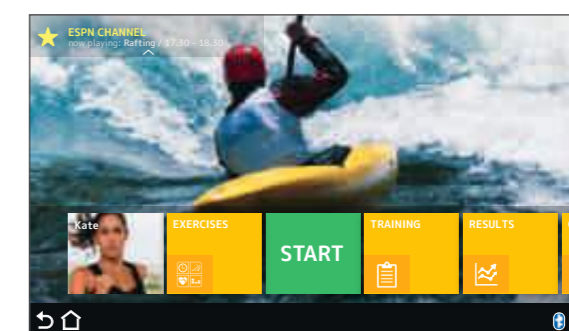 ESPN CHANNEL
now playing: Rafting / 17.30 - 18.30
Kate
EXERCISES
START
TRAINING
RESULTS